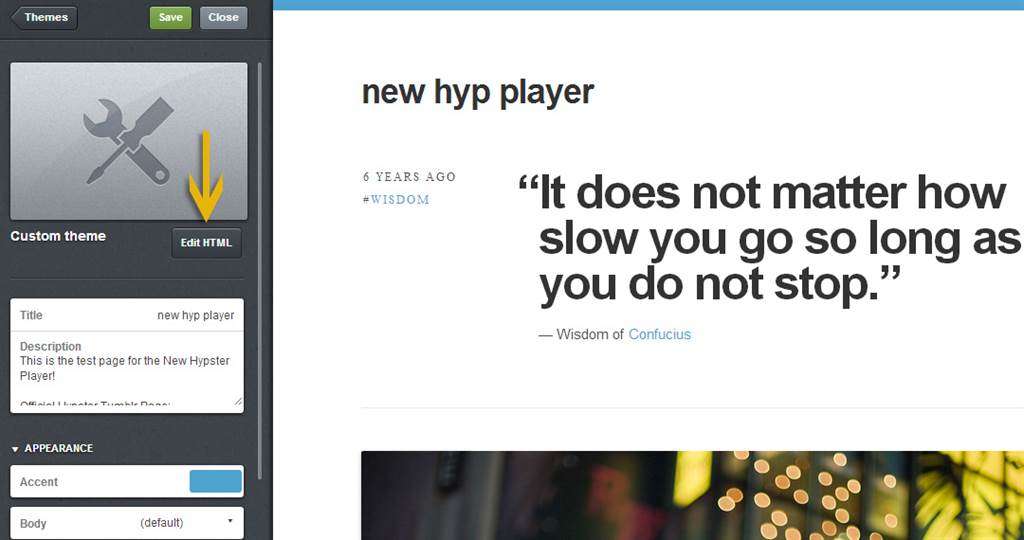 Themes Save Close
Custom theme
Edit HTML
Title new hyp player
Description
This is the test page for the New Hypster
Player!
Official Hypster Tumblr Page:
APPEARANCE
Accent
Body (default)
new hyp player
6 YEARS AGO
#WISDOM
“It does not matter how
slow you go so long as
you do not stop.”
— Wisdom of Confucius